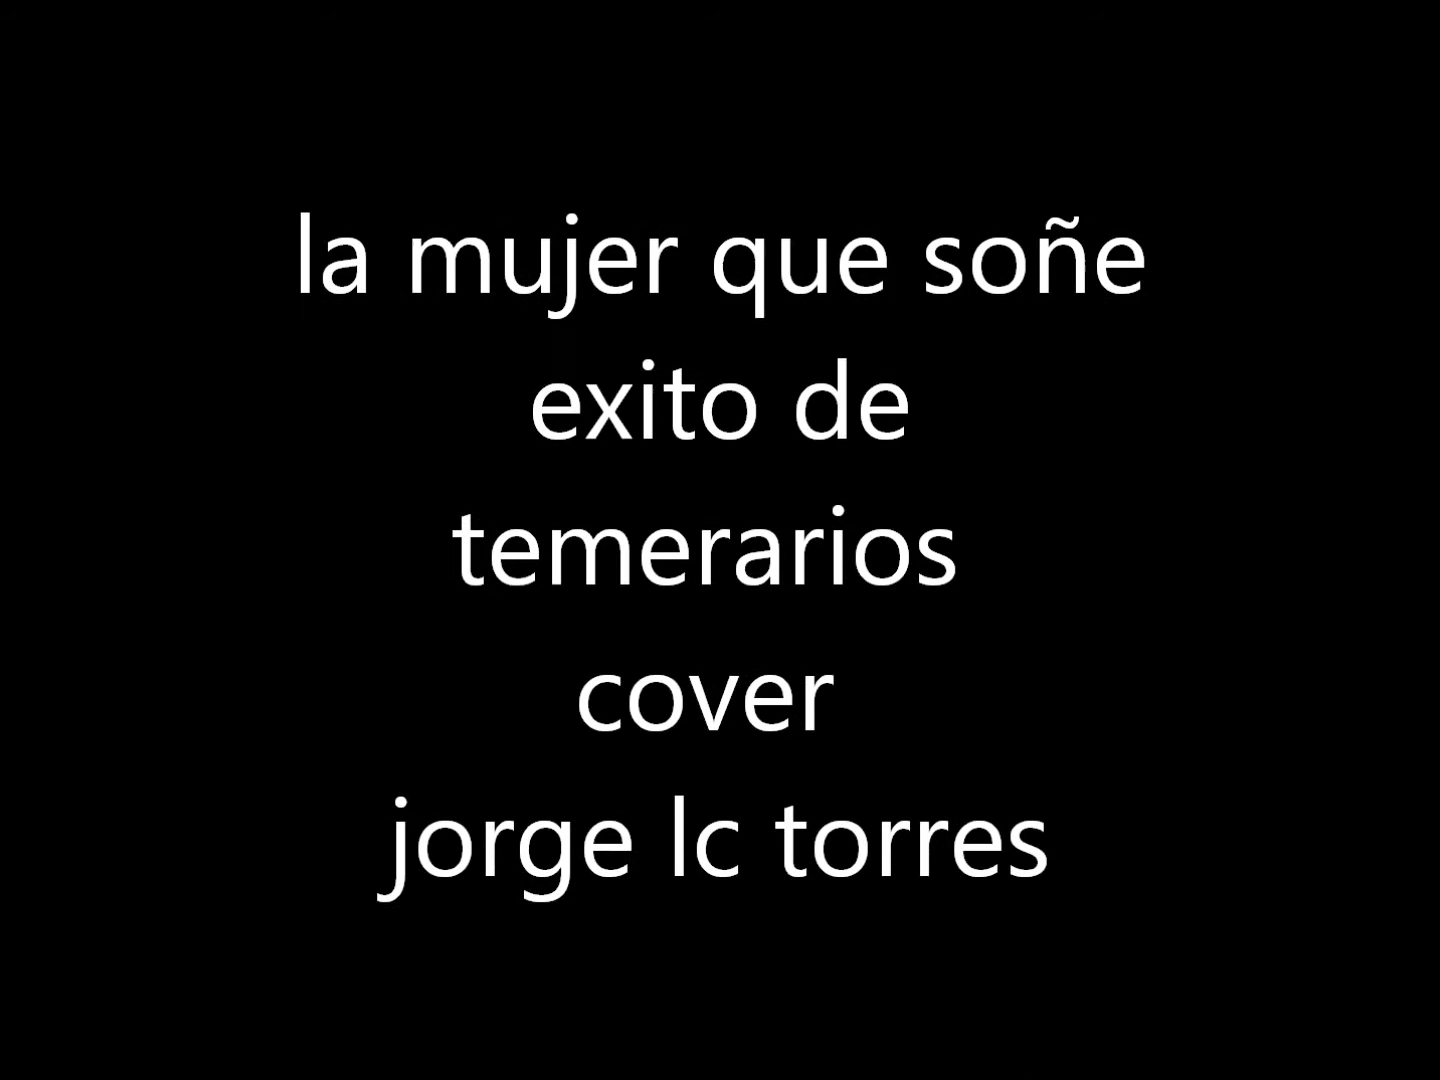 la mujer que soñe
exito de
temerarios
cover
jorge lc torres